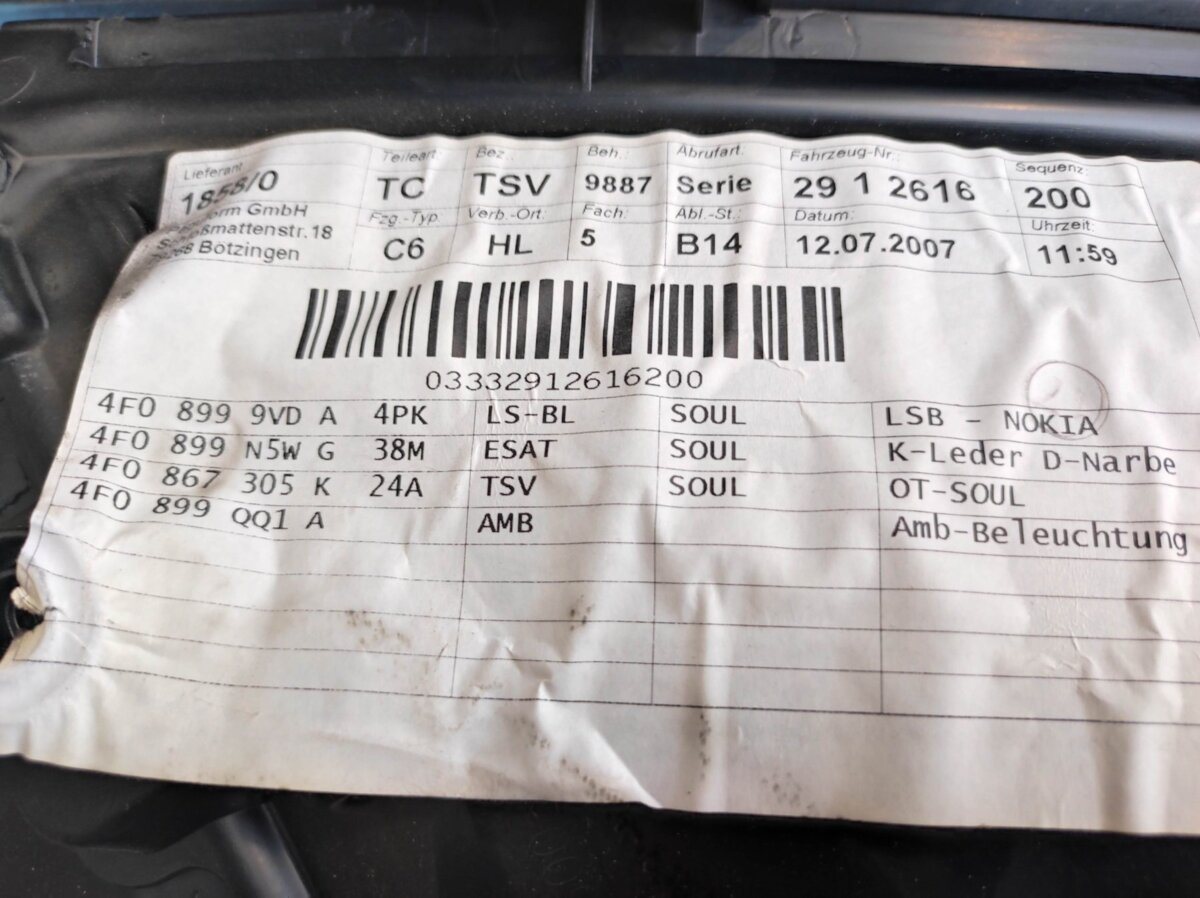 Lieferant Teileart Bez.: Beh.: Abrufart: Fahrzeug-Nr.: Sequenz:
1858/0 TC TSV 9887 Serie 29 1 2616 200
GmbH Fzg.-Typ: Verb.-Ort: Fach: Abl.-St.: Datum: Uhrzeit:
C6 HL 5 B14 12.07.2007 11:59
Bötzingen
03332912616200
4F0 899 9VD A 4PK LS-BL SOUL LSB - NOKIA
4F0 899 N5W G 38M ESAT SOUL K-Leder D-Narbe
4F0 867 305 K 24A TSV SOUL OT-SOUL
4F0 899 QQ1 A AMB Amb-Beleuchtung